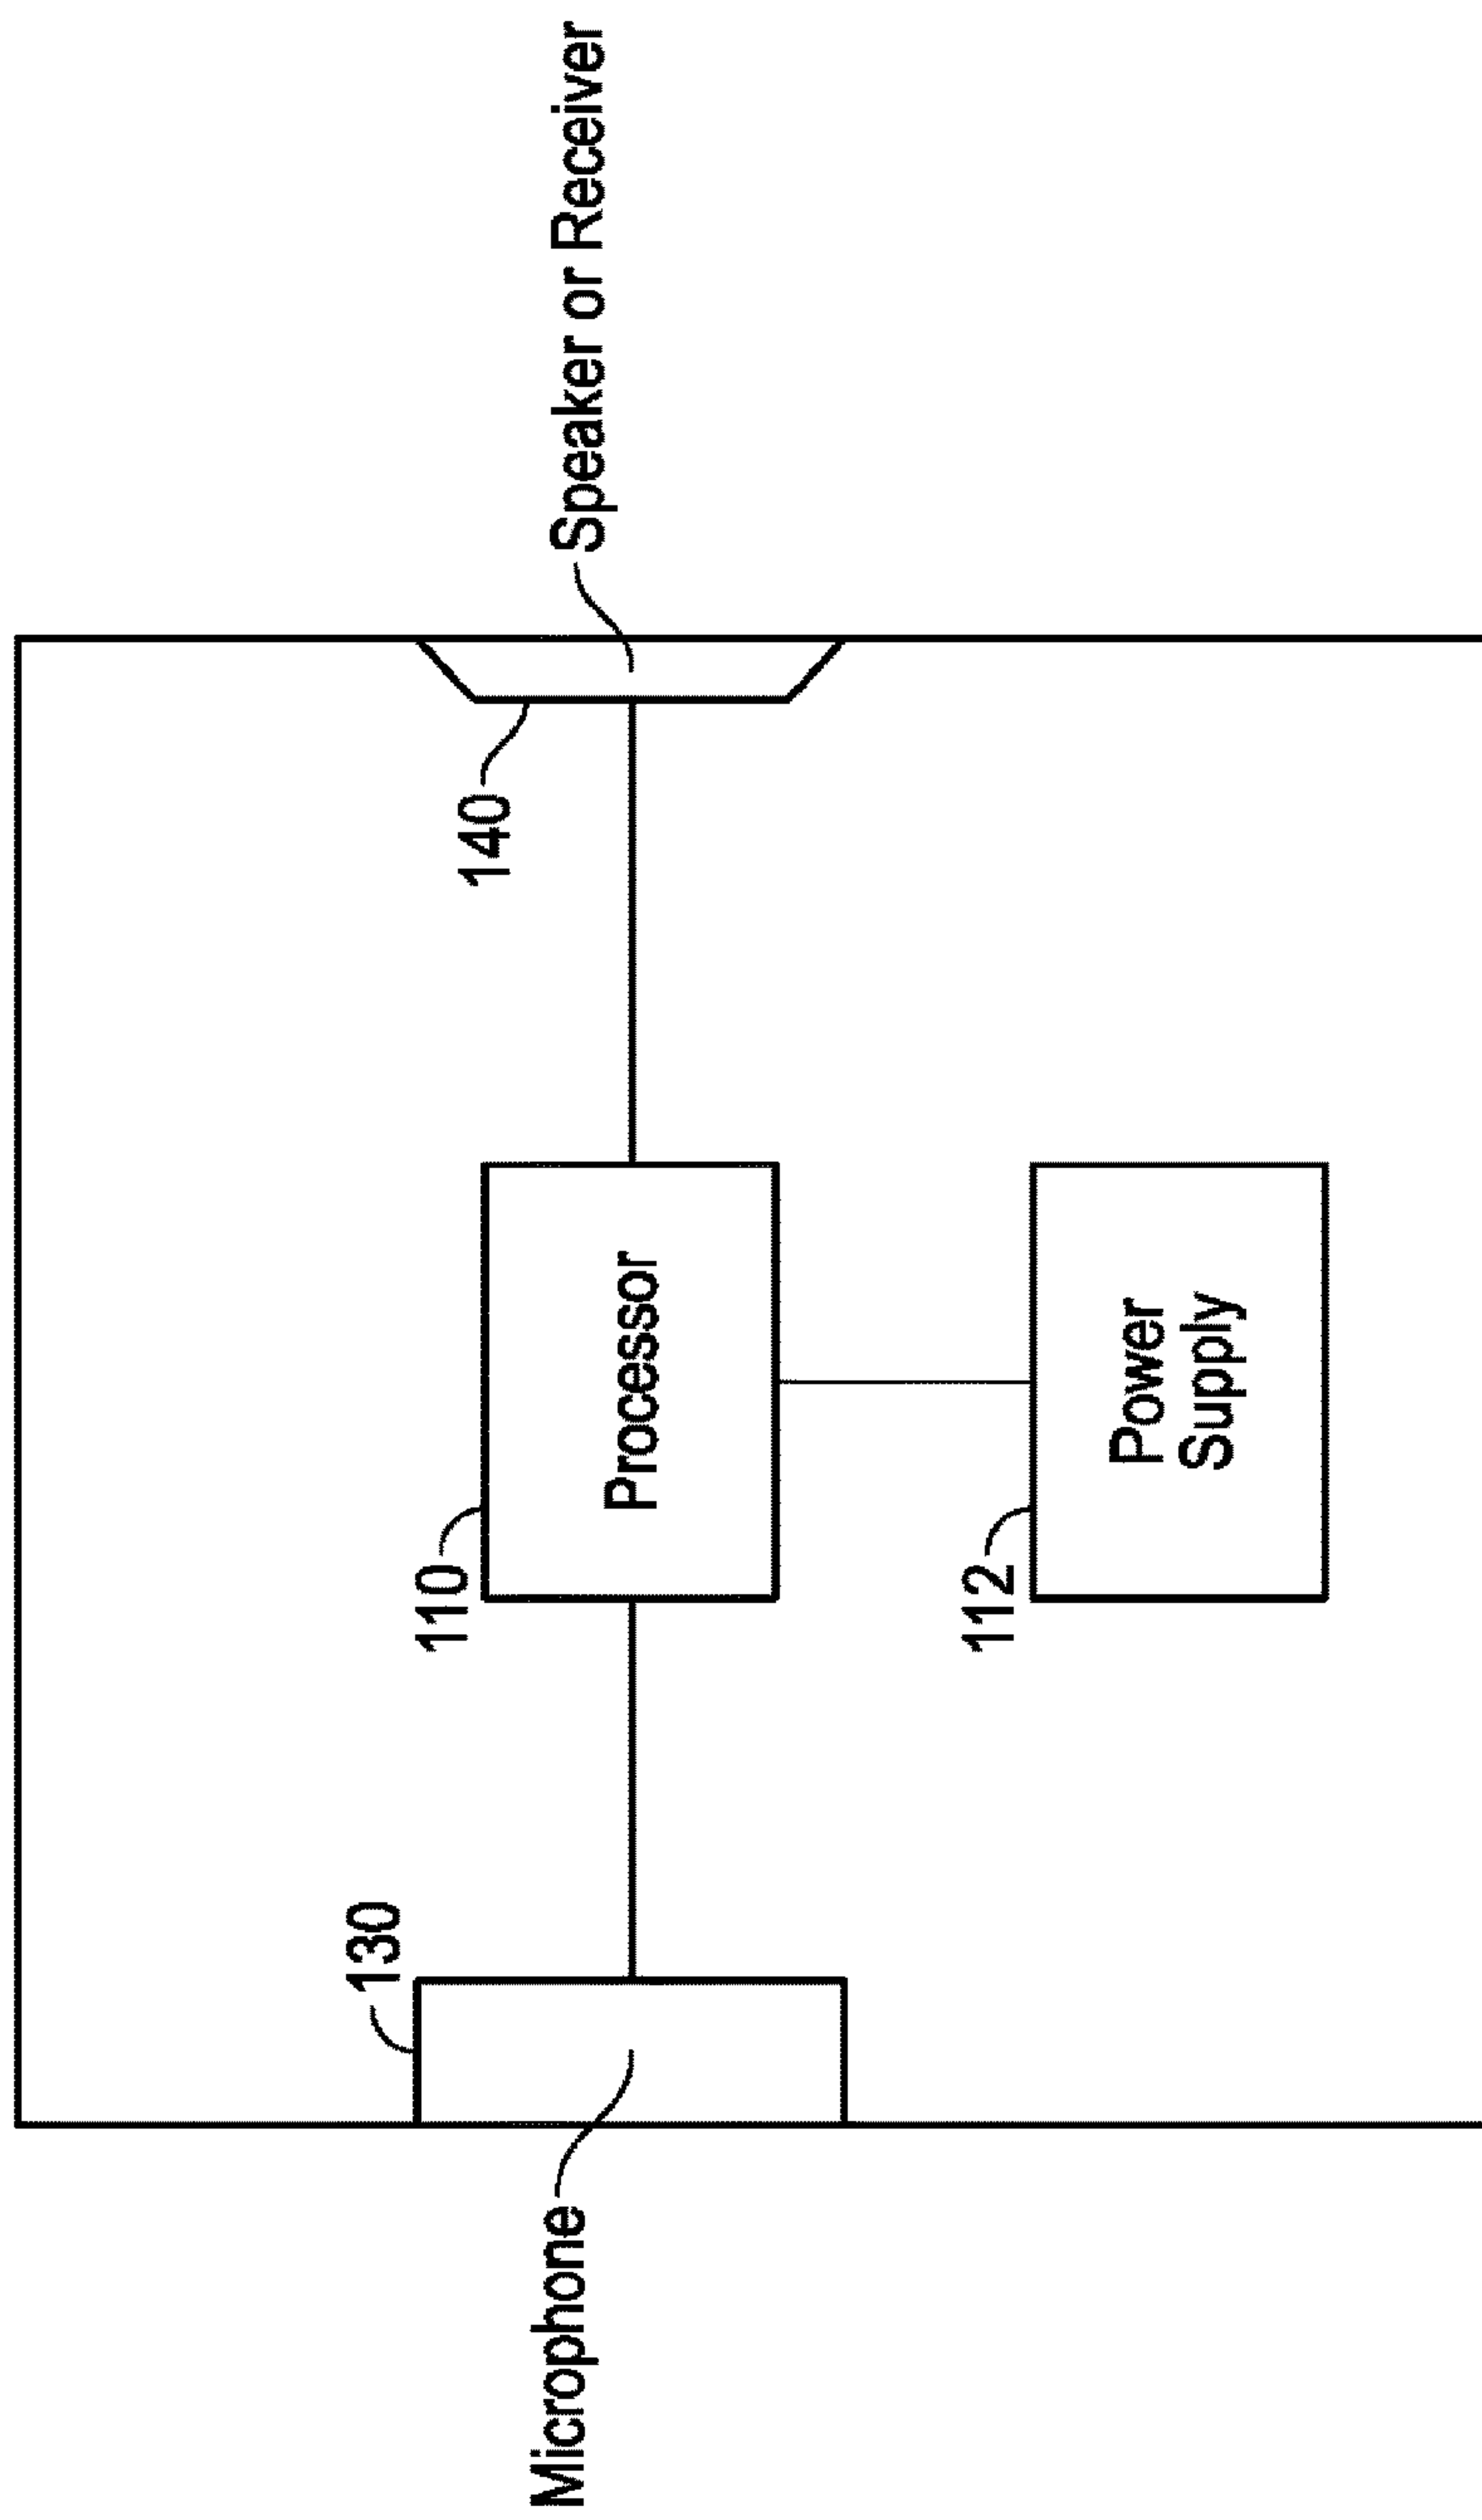 130
110
140
Microphone
Processor
Speaker or Receiver
112
Power
Supply